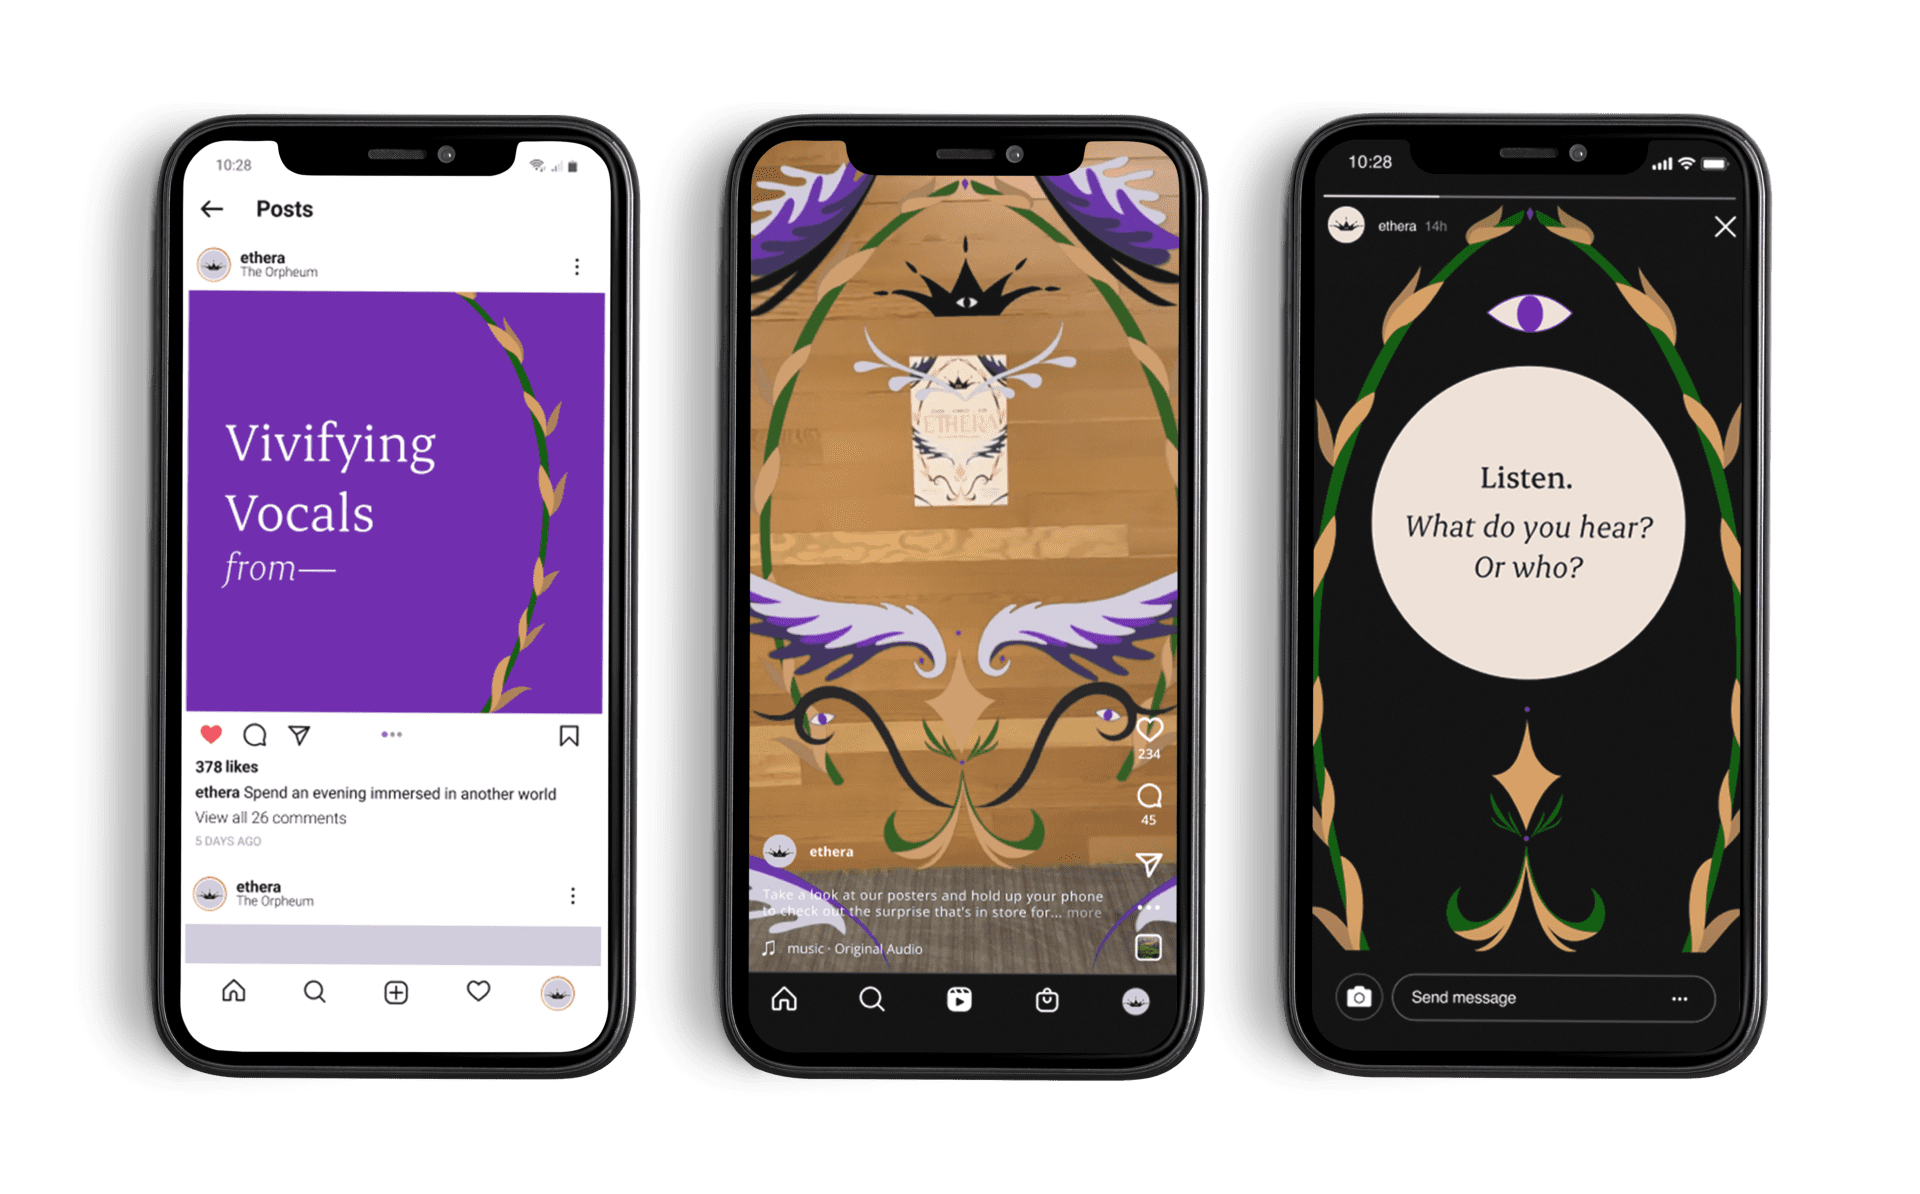 10:28
Posts
ethera
The Orpheum
Vivifying
Vocals
from—
378 likes
ethera Spend an evening immersed in another world
View all 26 comments
5 DAYS AGO
ethera
The Orpheum
ETHERA
234
45
ethera
Take a look at our posters and hold up your phone
to check out the surprise that's in store for... more
music · Original Audio
10:28
ethera 14h
Listen.
What do you hear?
Or who?
Send message